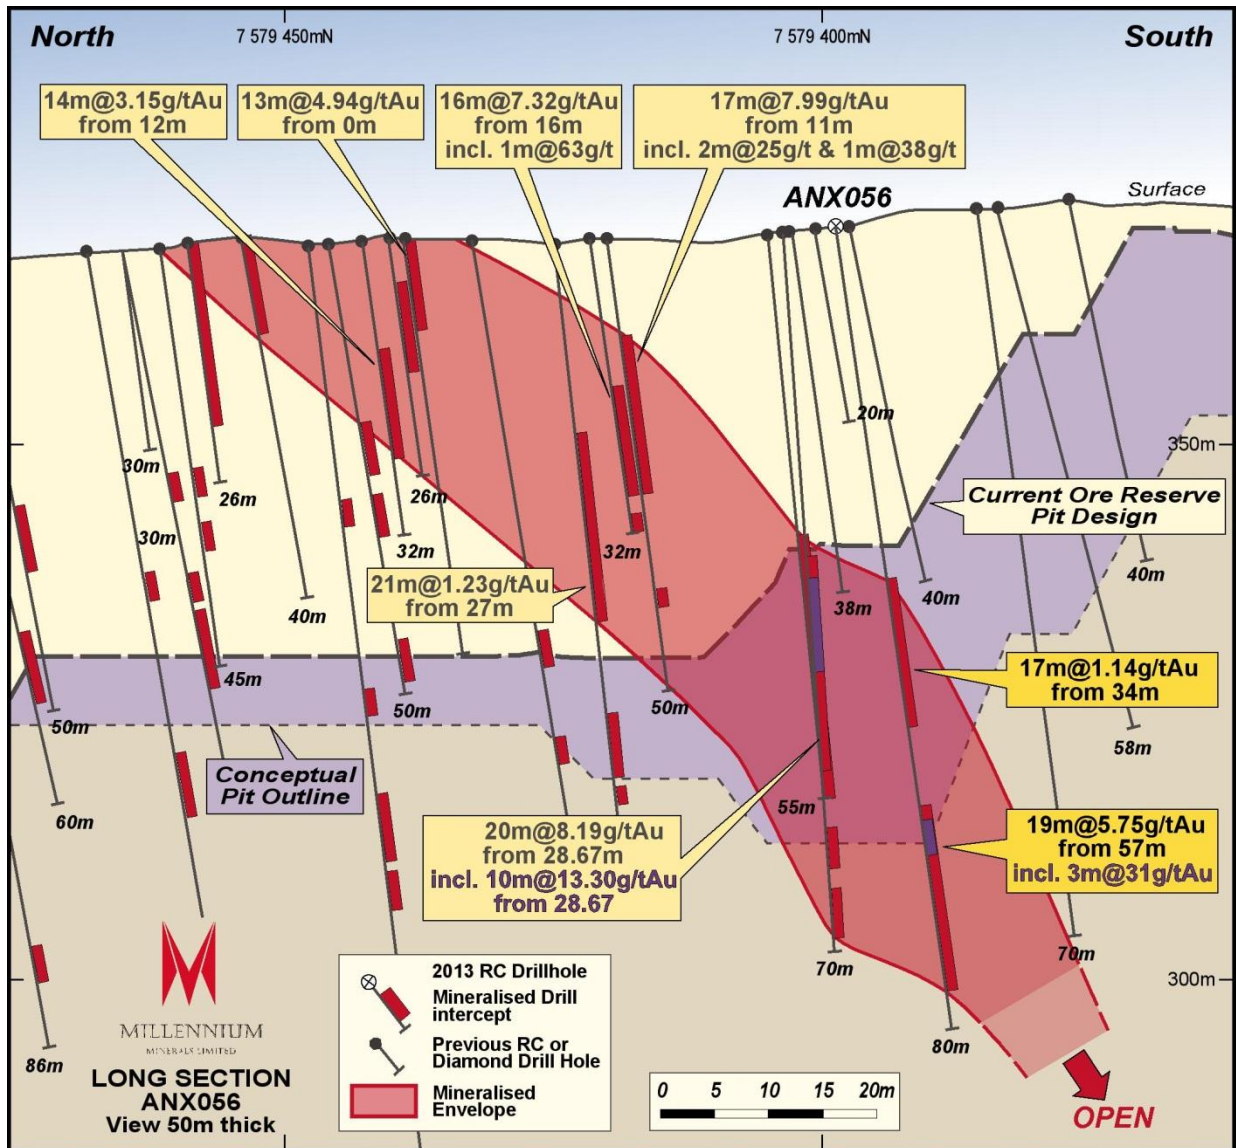 North
7 579 450mN
7 579 400mN
South
14m@3.15g/tAu
from 12m
13m@4.94g/tAu
from 0m
16m@7.32g/tAu
from 16m
incl. 1m@63g/t
17m@7.99g/tAu
from 11m
incl. 2m@25g/t & 1m@38g/t
ANX056
Surface
20m
350m
30m
26m
26m
Current Ore Reserve
Pit Design
30m
32m
32m
40m
21m@1.23g/tAu
from 27m
40m
38m
40m
45m
50m
50m
50m
17m@1.14g/tAu
from 34m
58m
Conceptual
Pit Outline
60m
55m
20m@8.19g/tAu
from 28.67m
incl. 10m@13.30g/tAu
from 28.67
19m@5.75g/tAu
from 57m
incl. 3m@31g/tAu
70m
70m
300m
80m
86m
MILLENNIUM
MINERALS LIMITED
LONG SECTION
ANX056
View 50m thick
2013 RC Drillhole
Mineralised Drill
intercept
Previous RC or
Diamond Drill Hole
Mineralised
Envelope
0 5 10 15 20m
OPEN